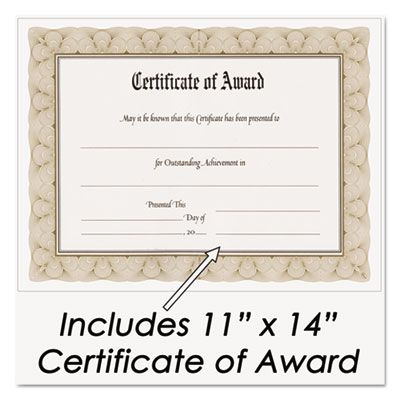 Certificate of Award
May it be known that this Certificate has been presented to
for Outstanding Achievement in
Presented This
Day of
, 20
Includes 11” x 14”
Certificate of Award